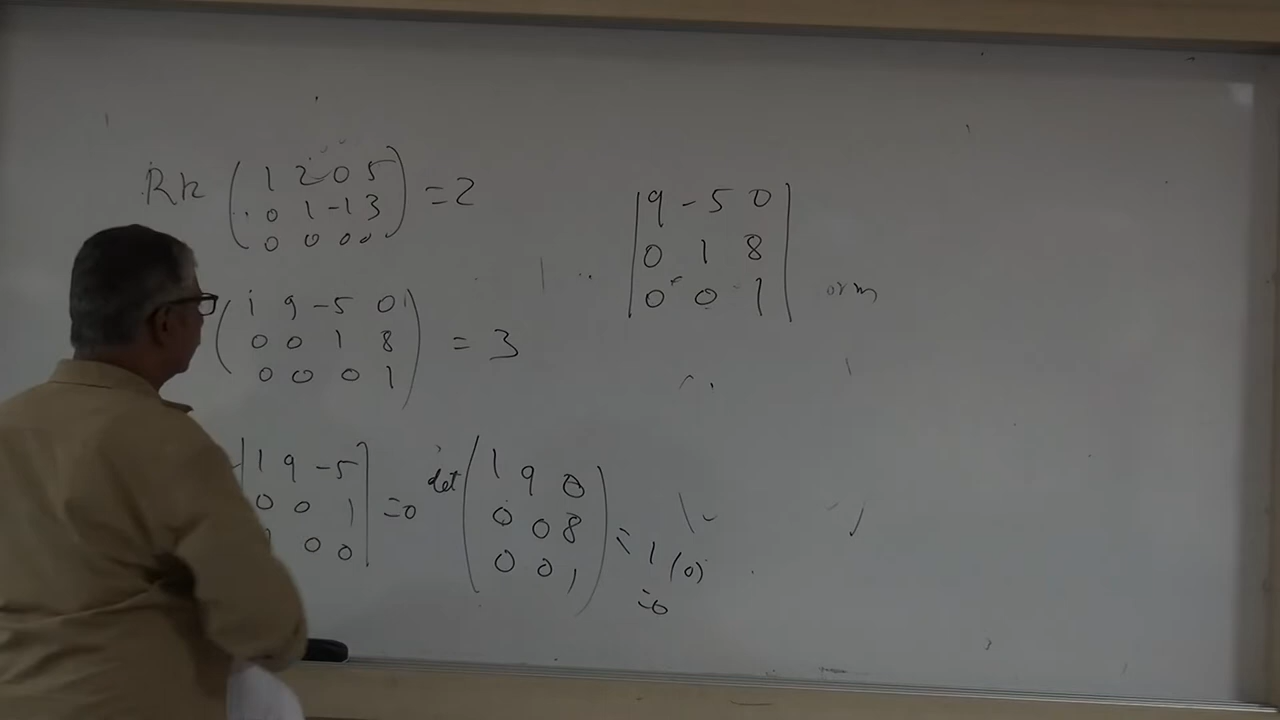 Rk ( 1 2 0 5 ) = 2
0 1 -1 3
0 0 0 0
( 1 9 -5 0 ) = 3
0 0 1 8
0 0 0 1
| 1 9 -5 | = 0
0 0 1
0 0
det ( 1 9 0 ) = 1 (0)
0 0 8
0 0 1
= 0
| 9 -5 0 |
0 1 8
0 0 1